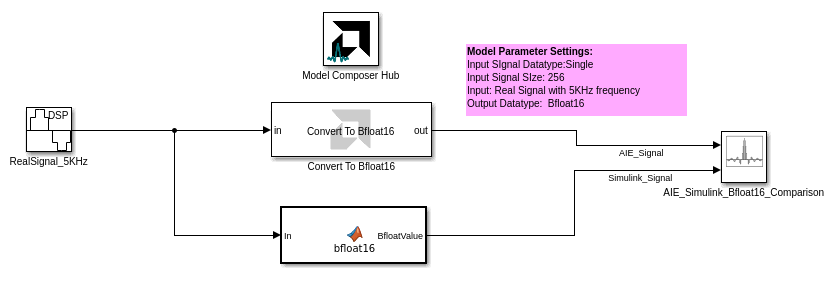 Model Composer Hub
Model Parameter Settings:
Input SIgnal Datatype:Single
Input Signal SIze: 256
Input: Real Signal with 5KHz frequency
Output Datatype:  Bfloat16
DSP
RealSignal_5KHz
in
Convert To Bfloat16
out
Convert To Bfloat16
AIE_Signal
Simulink_Signal
AIE_Simulink_Bfloat16_Comparison
In
BfloatValue
bfloat16